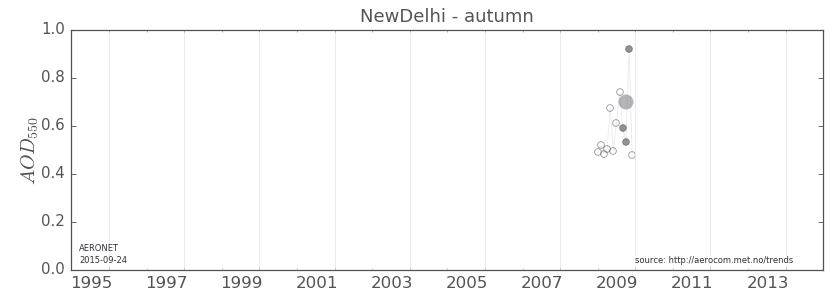 NewDelhi - autumn
1.0
0.8
0.6
0.4
0.2
0.0
AOD550
AERONET
2015-09-24
source: http://aerocom.met.no/trends
1995 1997 1999 2001 2003 2005 2007 2009 2011 2013